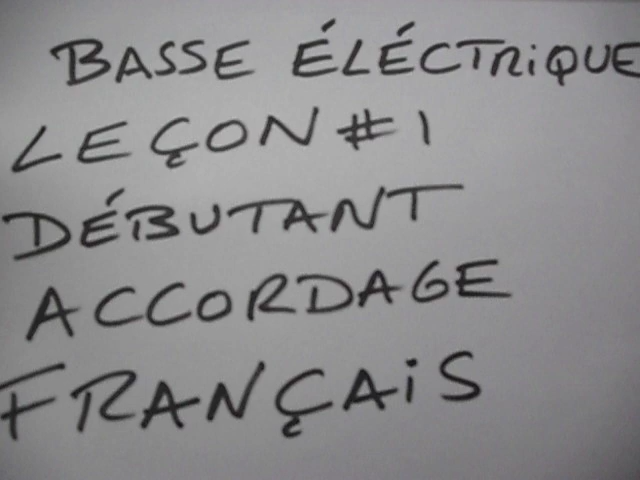 BASSE ÉLÉCTRIQUE
LEÇON #1
DÉBUTANT
ACCORDAGE
FRANÇAIS